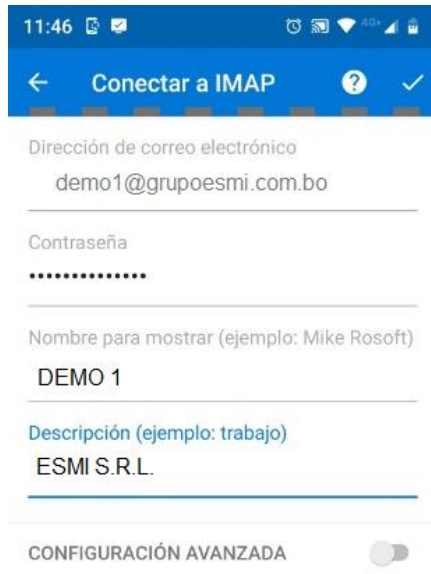 11:46 40+
Conectar a IMAP ?
Dirección de correo electrónico
demo1@grupoesmi.com.bo
Contraseña
••••••••••••••
Nombre para mostrar (ejemplo: Mike Rosoft)
DEMO 1
Descripción (ejemplo: trabajo)
ESMI S.R.L.
CONFIGURACIÓN AVANZADA